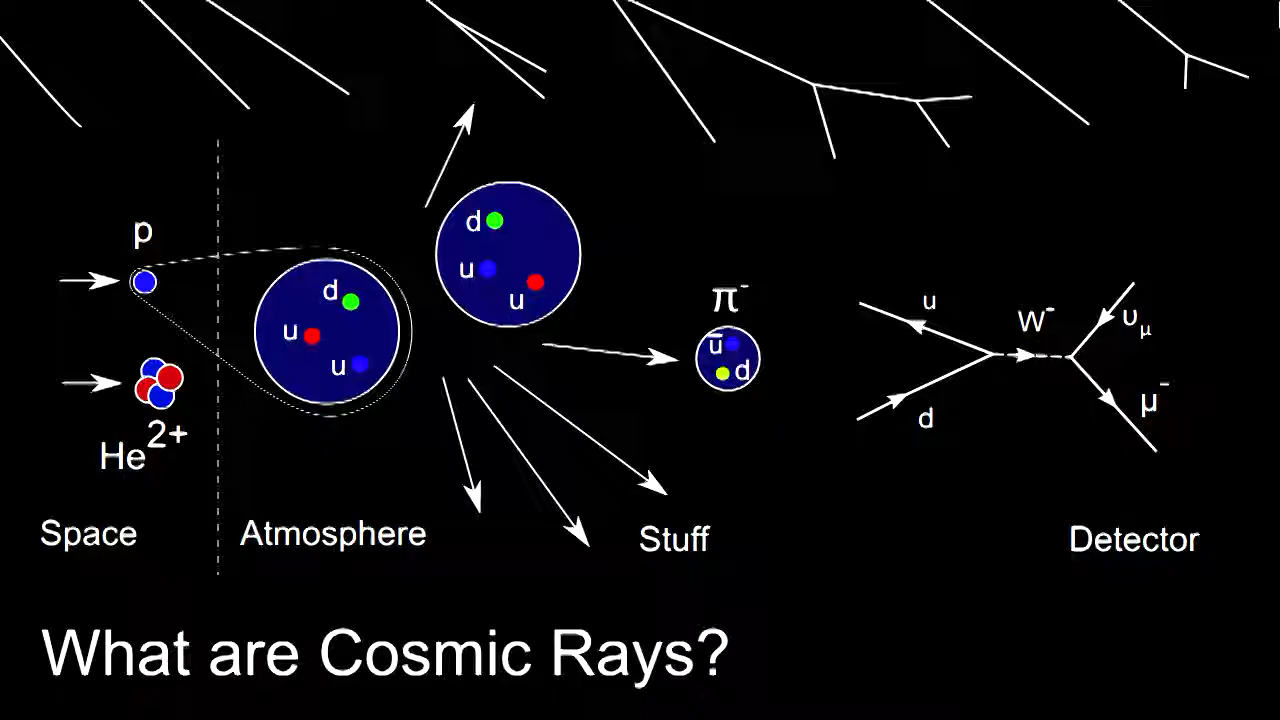 p
He2+
d
u
u
d
u
u
π-
ū
d
u
d
W-
υμ
μ-
Space
Atmosphere
Stuff
Detector
What are Cosmic Rays?